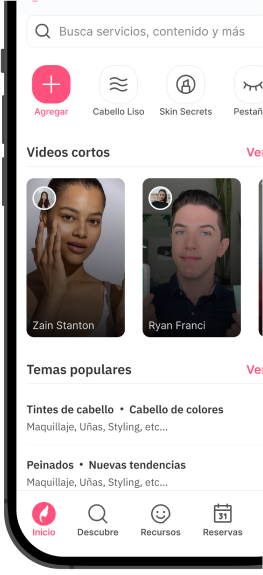 Busca servicios, contenido y más
Agregar
Cabello Liso
Skin Secrets
Pestañ
Videos cortos
Ver
Zain Stanton
Ryan Franci
Temas populares
Ver
Tintes de cabello • Cabello de colores
Maquillaje, Uñas, Styling, etc...
Peinados • Nuevas tendencias
Maquillaje, Uñas, Styling, etc...
31
Inicio
Descubre
Recursos
Reservas